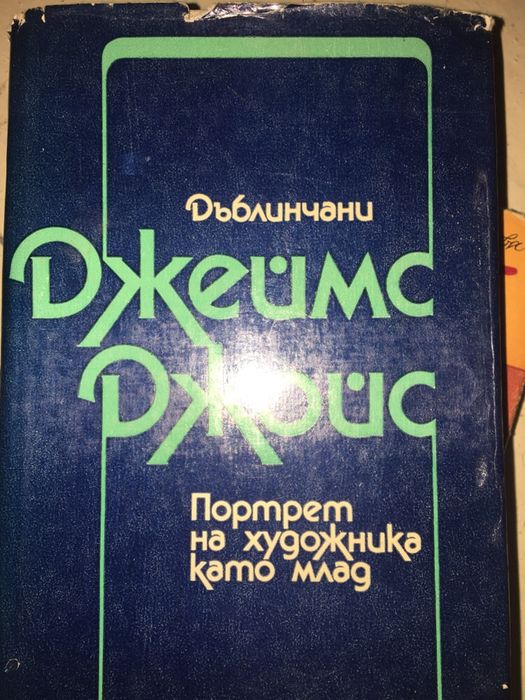 Дъблинчани
Джеймс
Джойс
Портрет
на художника
като млад